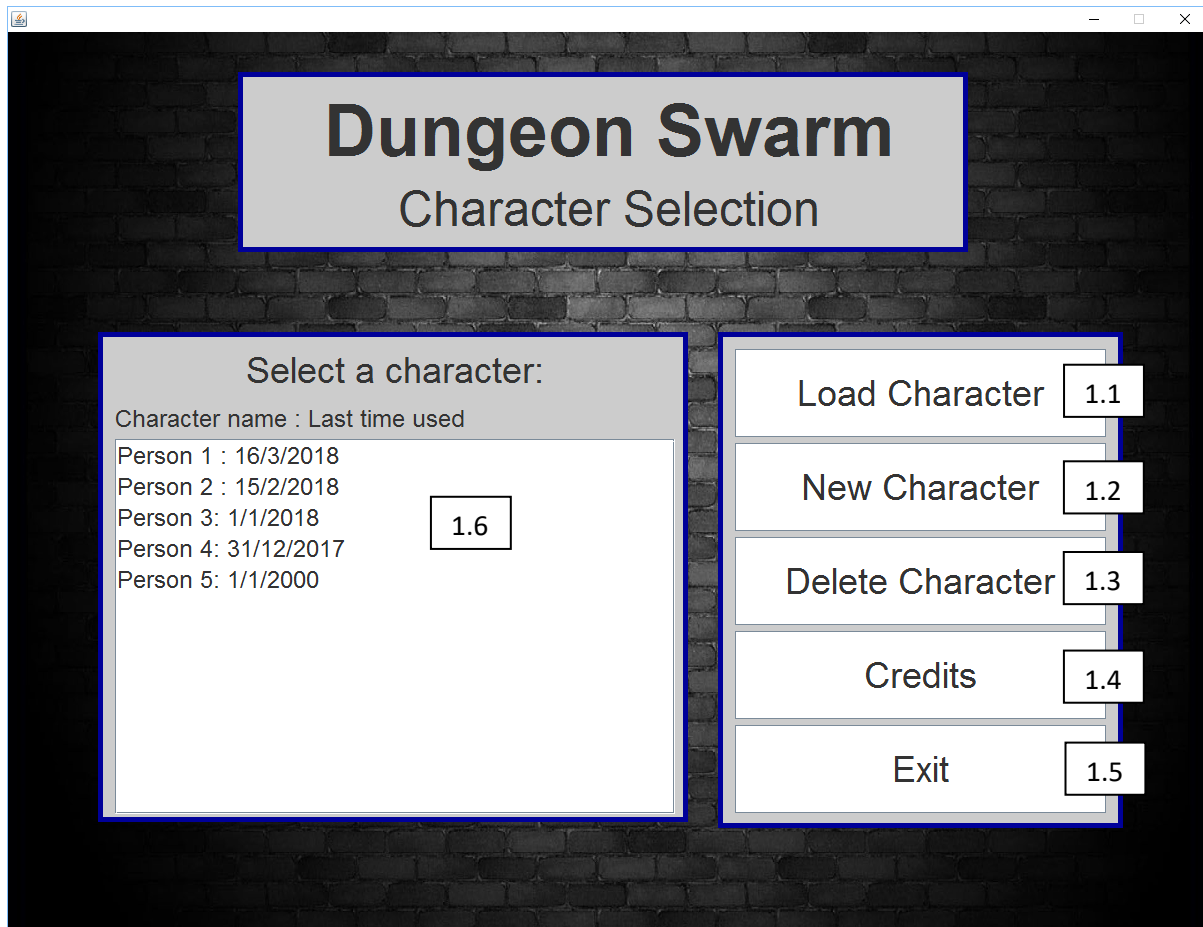 Dungeon Swarm
Character Selection
Select a character:
Character name : Last time used
Person 1 : 16/3/2018
Person 2 : 15/2/2018
Person 3: 1/1/2018
Person 4: 31/12/2017
Person 5: 1/1/2000
1.6
Load Character
1.1
New Character
1.2
Delete Character
1.3
Credits
1.4
Exit
1.5